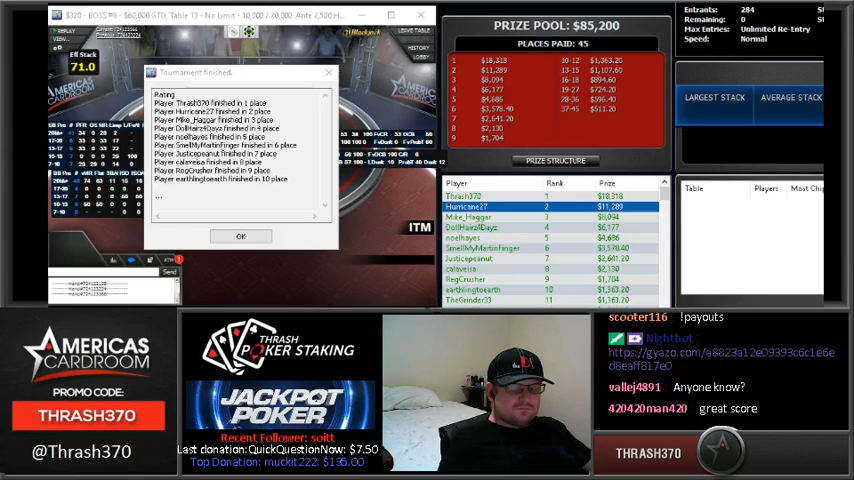 $320 - BOSS #8 - $60,000 GTD, Table 13 - No Limit - 10,000 / 20,000 Ante 2,500 H...
REPLAY
VIEW...
Blackjack
LEAVE TABLE
HISTORY
LOBBY
Eff Stack
71.0
AMERICAS
Tournament finished.
Rating
Player Thrash370 finished in 1 place
Player Hurricane27 finished in 2 place
Player Mike_Haggar finished in 3 place
Player DollHairz4Dayz finished in 4 place
Player noelhayes finished in 5 place
Player SmellMyMartinFinger finished in 6 place
Player Justicepeanut finished in 7 place
Player calaveisa finished in 8 place
Player RegCrusher finished in 9 place
Player earthlingtoearth finished in 10 place
...
OK
ITM
Send
PRIZE POOL: $85,200
PLACES PAID: 45
1 $18,318 10-12 $1,363.20
2 $11,289 13-15 $1,107.60
3 $8,094 16-18 $894.60
4 $6,177 19-27 $724.20
5 $4,686 28-36 $596.40
6 $3,578.40 37-45 $511.20
7 $2,641.20
8 $2,130
9 $1,704
PRIZE STRUCTURE
Entrants: 284
Remaining: 0
Max Entries: Unlimited Re-Entry
Speed: Normal
LARGEST STACK
AVERAGE STACK
Player Rank Prize
Thrash370 1 $18,318
Hurricane27 2 $11,289
Mike_Haggar 3 $8,094
DollHairz4Dayz 4 $6,177
noelhayes 5 $4,686
SmellMyMartinFinger 6 $3,578.40
Justicepeanut 7 $2,641.20
calaveisa 8 $2,130
RegCrusher 9 $1,704
earthlingtoearth 10 $1,363.20
TheGrinder33 11 $1,363.20
Table Players Most Chip
AMERICAS
CARDROOM
PROMO CODE:
THRASH370
@Thrash370
THRASH
POKER STAKING
JACKPOT
POKER
Recent Follower: soitt
Last donation: QuickQuestionNow: $7.50
Top Donation: muckit222: $135.00
scooter116 !payouts
Nightbot:
https://gyazo.com/a8823a12e09393c6c1e6e
d8eaff817e0
vallej4891 Anyone know?
420420man420 great score
THRASH370